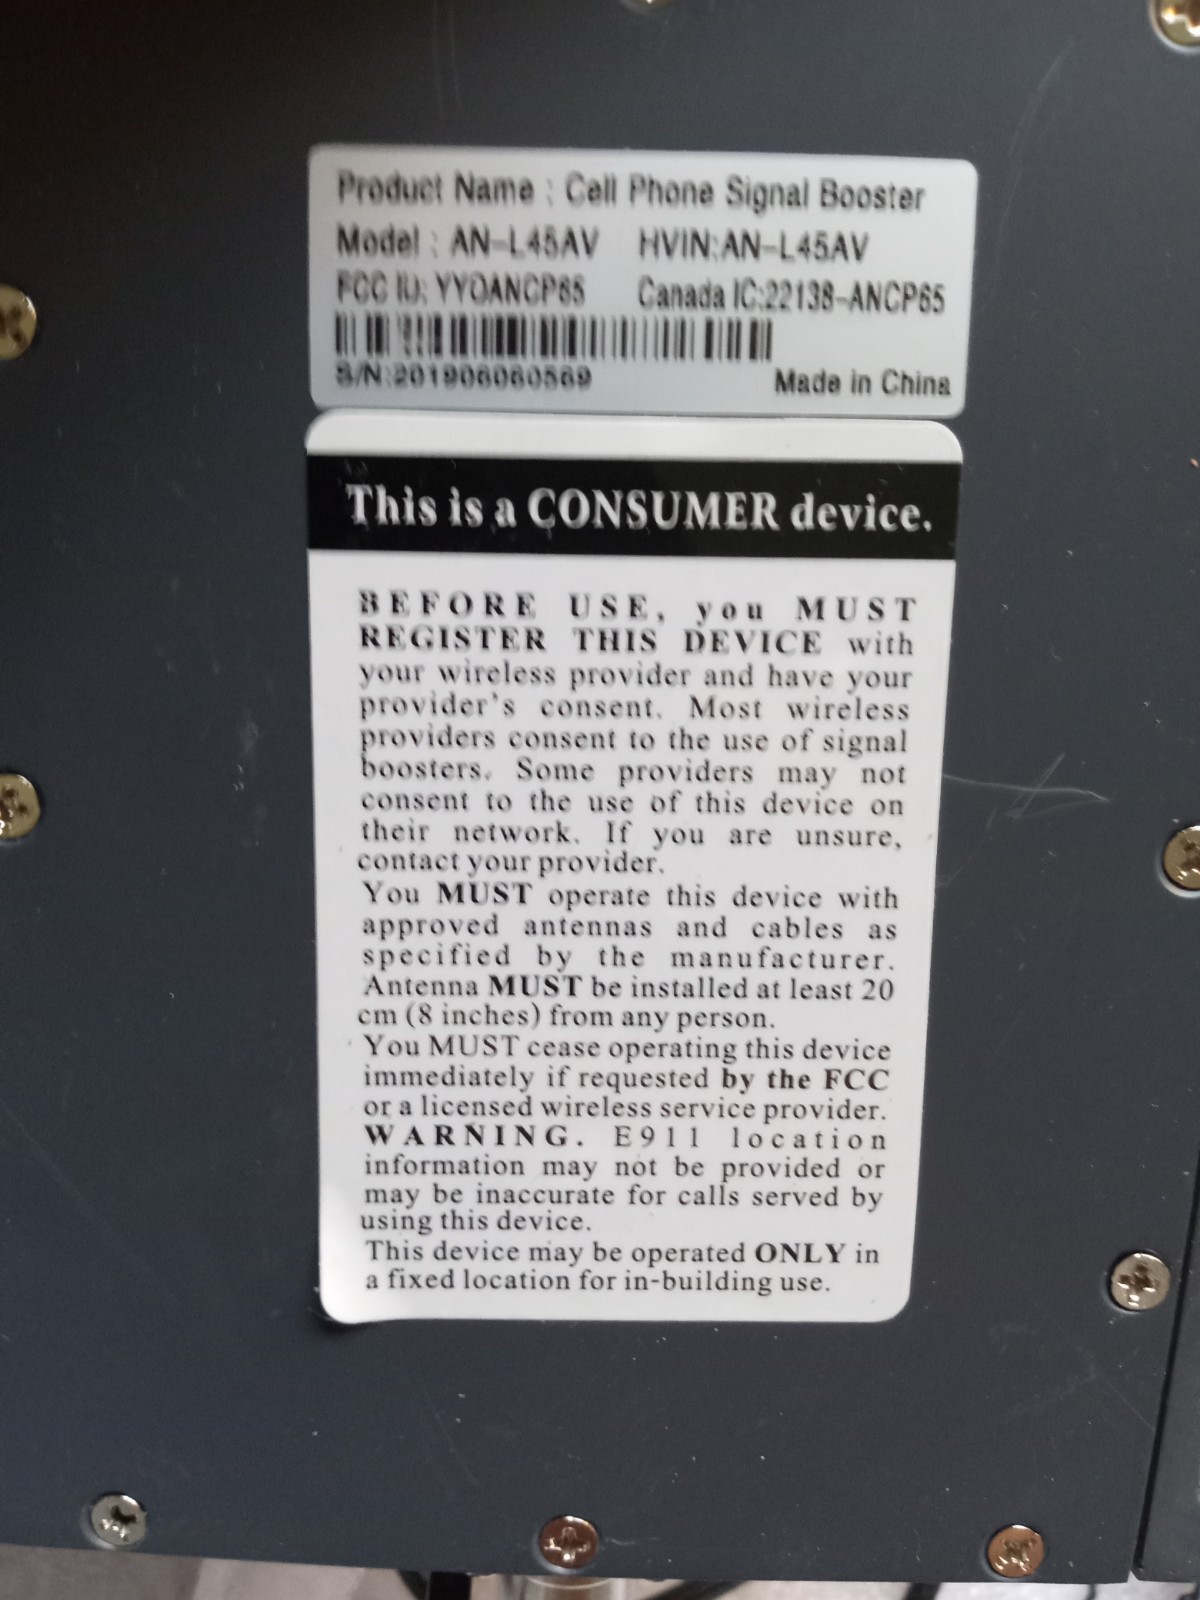 Product Name : Cell Phone Signal Booster
Model : AN-L45AV HVIN:AN-L45AV
FCC ID: YYOANCP65 Canada IC:22138-ANCP65
S/N:201906060569 Made in China
This is a CONSUMER device.
BEFORE USE, you MUST
REGISTER THIS DEVICE with
your wireless provider and have your
provider's consent. Most wireless
providers consent to the use of signal
boosters. Some providers may not
consent to the use of this device on
their network. If you are unsure,
contact your provider.
You MUST operate this device with
approved antennas and cables as
specified by the manufacturer.
Antenna MUST be installed at least 20
cm (8 inches) from any person.
You MUST cease operating this device
immediately if requested by the FCC
or a licensed wireless service provider.
WARNING. E911 location
information may not be provided or
may be inaccurate for calls served by
using this device.
This device may be operated ONLY in
a fixed location for in-building use.